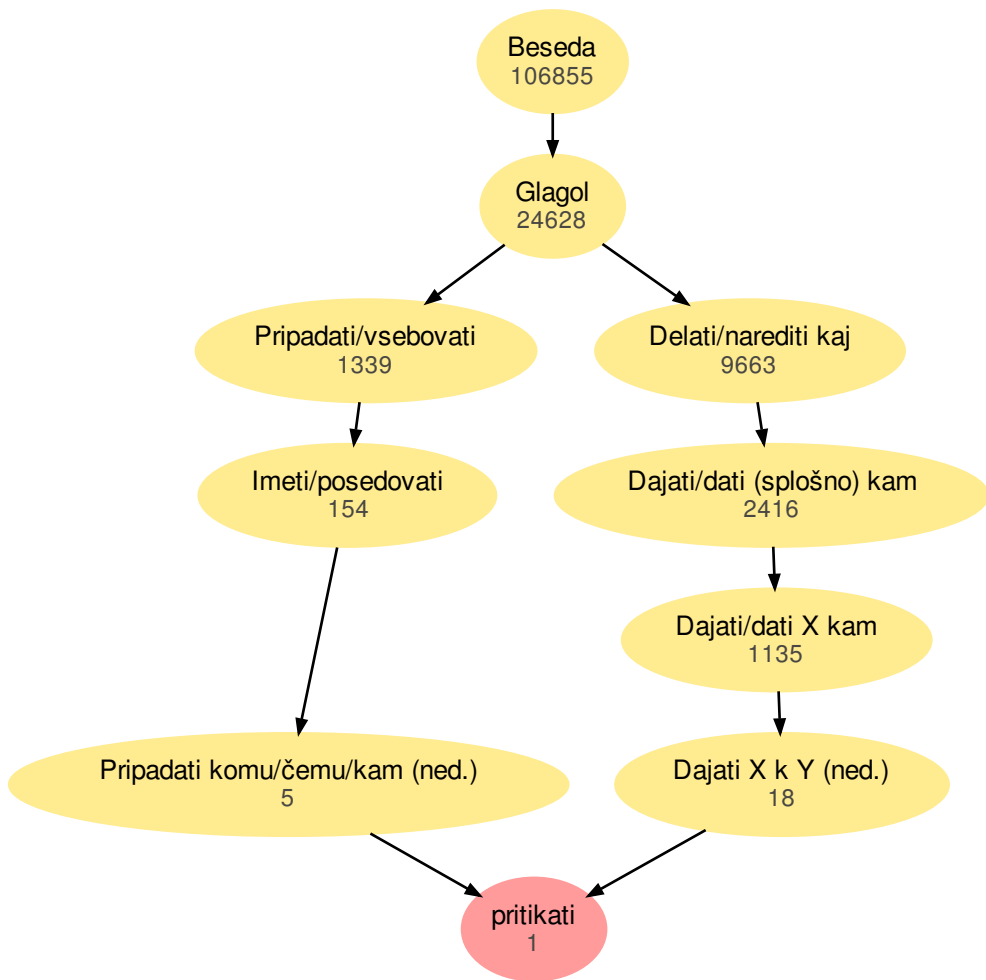 Beseda
106855
Glagol
24628
Pripadati/vsebovati
1339
Delati/narediti kaj
9663
Imeti/posedovati
154
Dajati/dati (splošno) kam
2416
Dajati/dati X kam
1135
Pripadati komu/čemu/kam (ned.)
5
Dajati X k Y (ned.)
18
pritikati
1